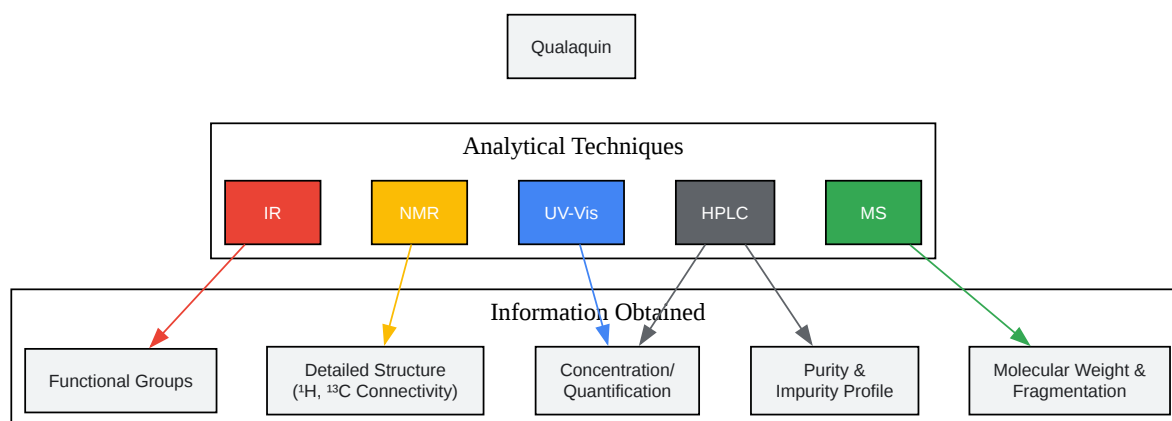 Qualaquin
Analytical Techniques
IR
NMR
UV-Vis
HPLC
MS
Information Obtained
Functional Groups
Detailed Structure
(¹H, ¹³C Connectivity)
Concentration/
Quantification
Purity &
Impurity Profile
Molecular Weight &
Fragmentation